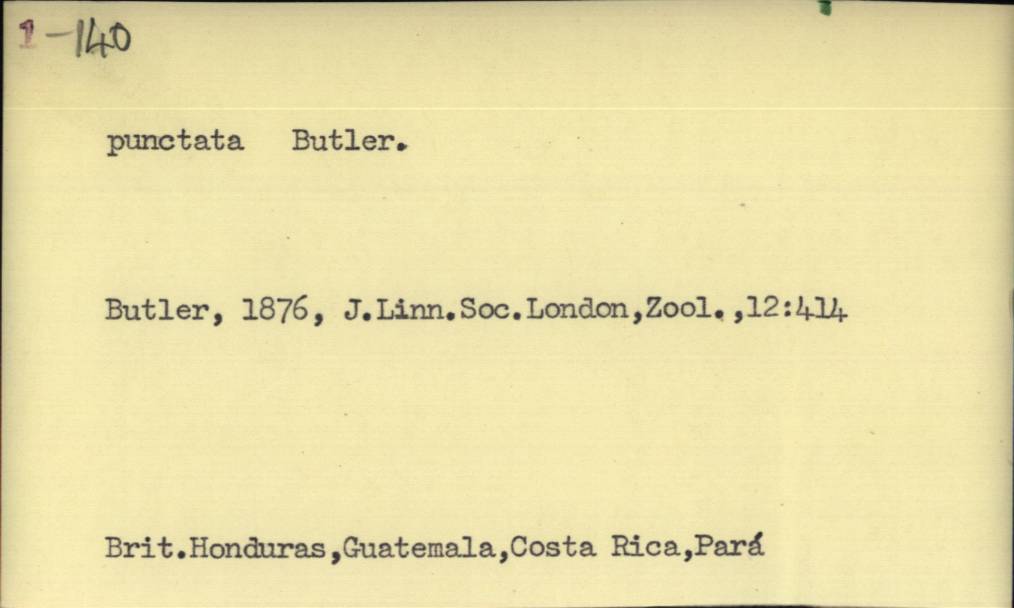 1-140
punctata Butler.
Butler, 1876, J.Linn.Soc.London,Zool.,12:414
Brit.Honduras,Guatemala,Costa Rica,Pará